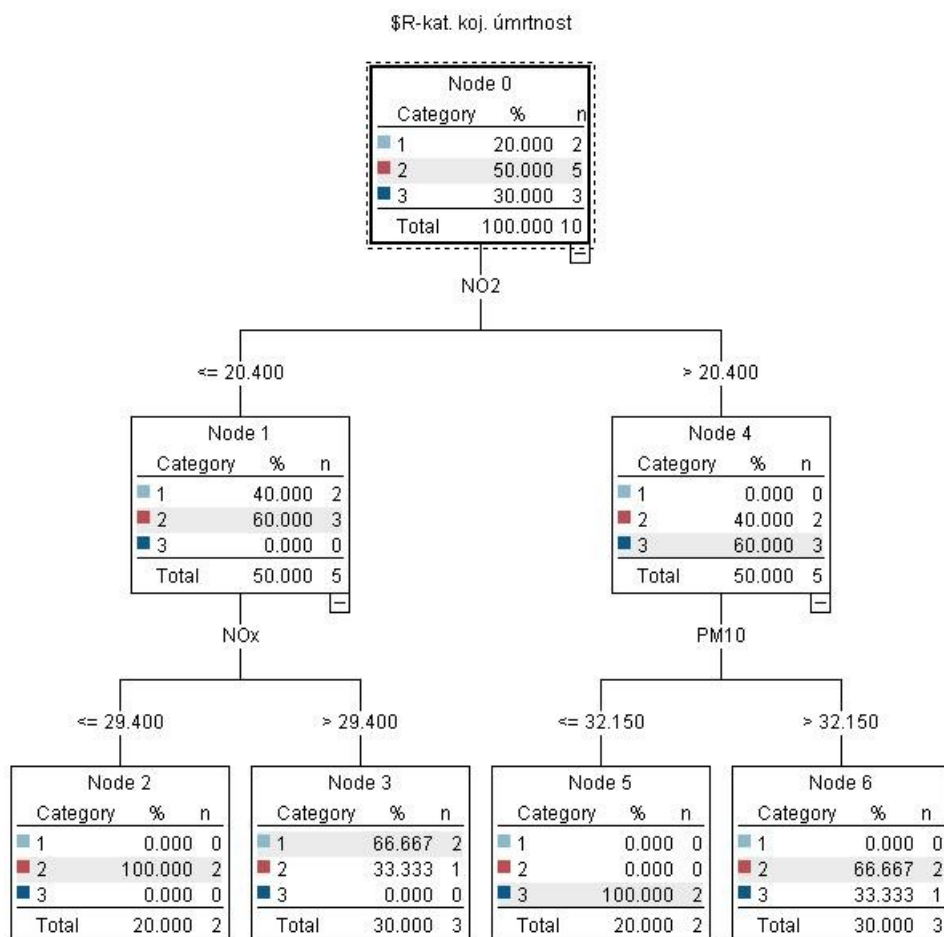 $R-kat. koj. úmrtnost
Node 0
Category % n
1 20.000 2
2 50.000 5
3 30.000 3
Total 100.000 10
NO2
<= 20.400
> 20.400
Node 1
Category % n
1 40.000 2
2 60.000 3
3 0.000 0
Total 50.000 5
Node 4
Category % n
1 0.000 0
2 40.000 2
3 60.000 3
Total 50.000 5
NOx
PM10
<= 29.400
> 29.400
<= 32.150
> 32.150
Node 2
Category % n
1 0.000 0
2 100.000 2
3 0.000 0
Total 20.000 2
Node 3
Category % n
1 66.667 2
2 33.333 1
3 0.000 0
Total 30.000 3
Node 5
Category % n
1 0.000 0
2 0.000 0
3 100.000 2
Total 20.000 2
Node 6
Category % n
1 0.000 0
2 66.667 2
3 33.333 1
Total 30.000 3